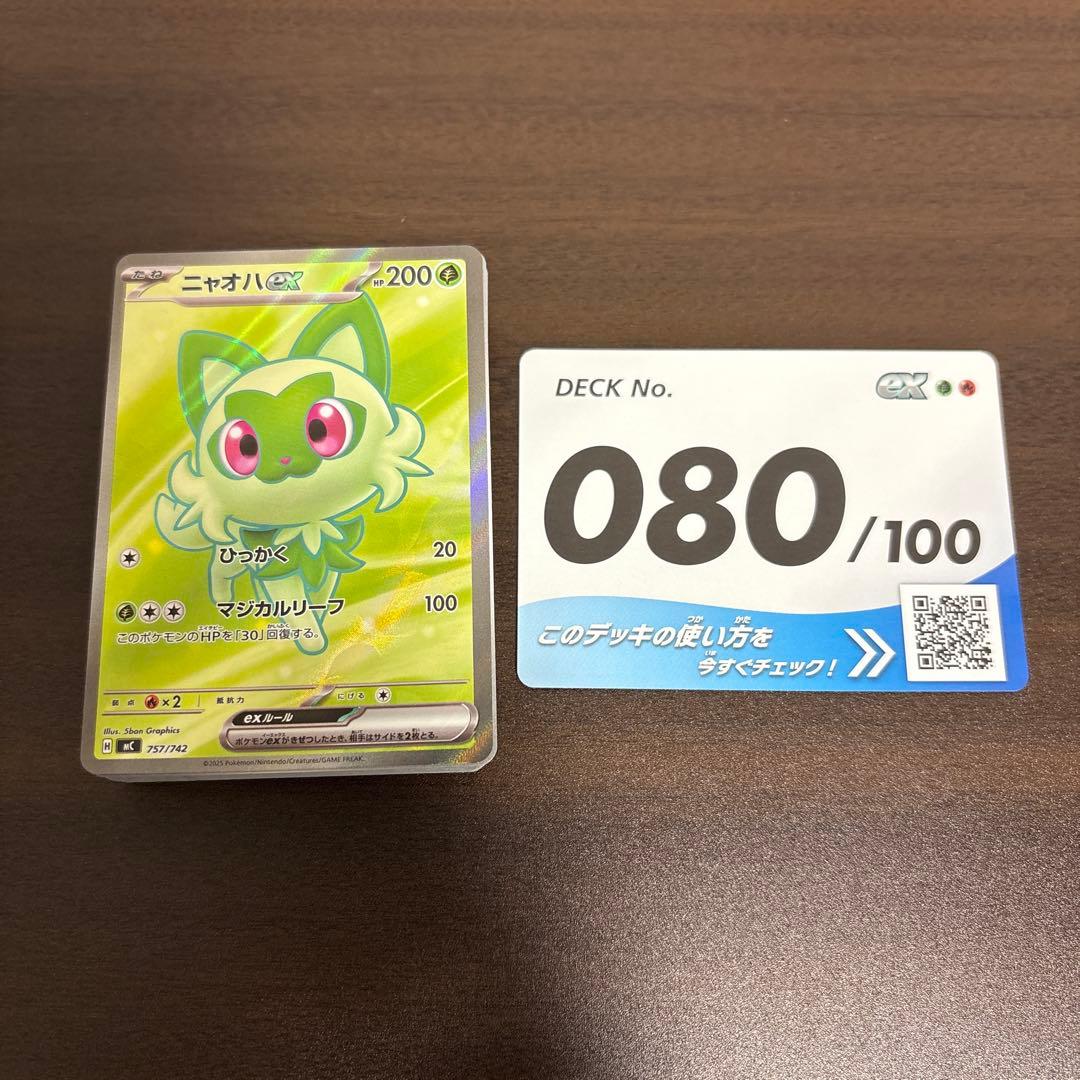 たね
ニャオハex
HP200
ひっかく 20
マジカルリーフ 100
このポケモンのHPを「30」回復する。
弱点 ×2 抵抗力 にげる
exルール
ポケモンexがきぜつしたとき、相手はサイドを2枚とる。
Illus. 5ban Graphics
H MC 757/742
©2025 Pokémon/Nintendo/Creatures/GAME FREAK.
DECK No. ex
080/100
このデッキの使い方を
今すぐチェック!